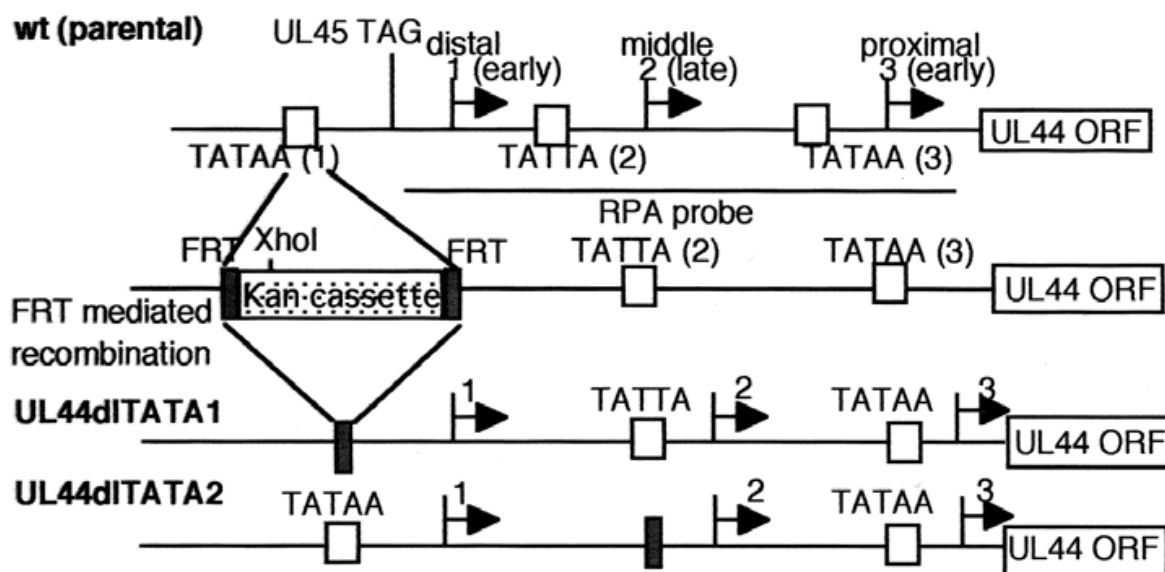 wt (parental)
UL45 TAG
distal
1 (early)
middle
2 (late)
proximal
3 (early)
TATAA (1)
TATTA (2)
TATAA (3)
UL44 ORF
RPA probe
FRT
XhoI
FRT
TATTA (2)
TATAA (3)
Kan cassette
UL44 ORF
FRT mediated
recombination
UL44dlTATA1
1
TATTA
2
TATAA
3
UL44 ORF
UL44dlTATA2
TATAA
1
2
TATAA
3
UL44 ORF